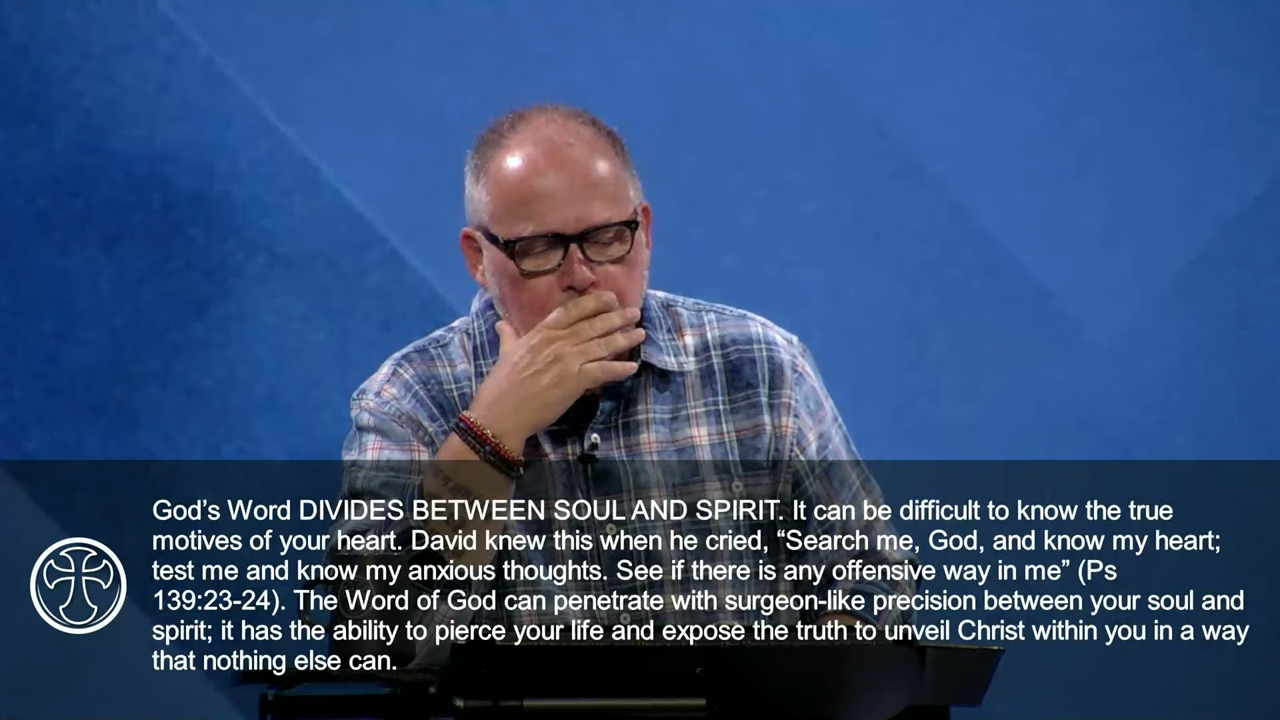 God’s Word DIVIDES BETWEEN SOUL AND SPIRIT. It can be difficult to know the true
motives of your heart. David knew this when he cried, “Search me, God, and know my heart;
test me and know my anxious thoughts. See if there is any offensive way in me” (Ps
139:23-24). The Word of God can penetrate with surgeon-like precision between your soul and
spirit; it has the ability to pierce your life and expose the truth to unveil Christ within you in a way
that nothing else can.